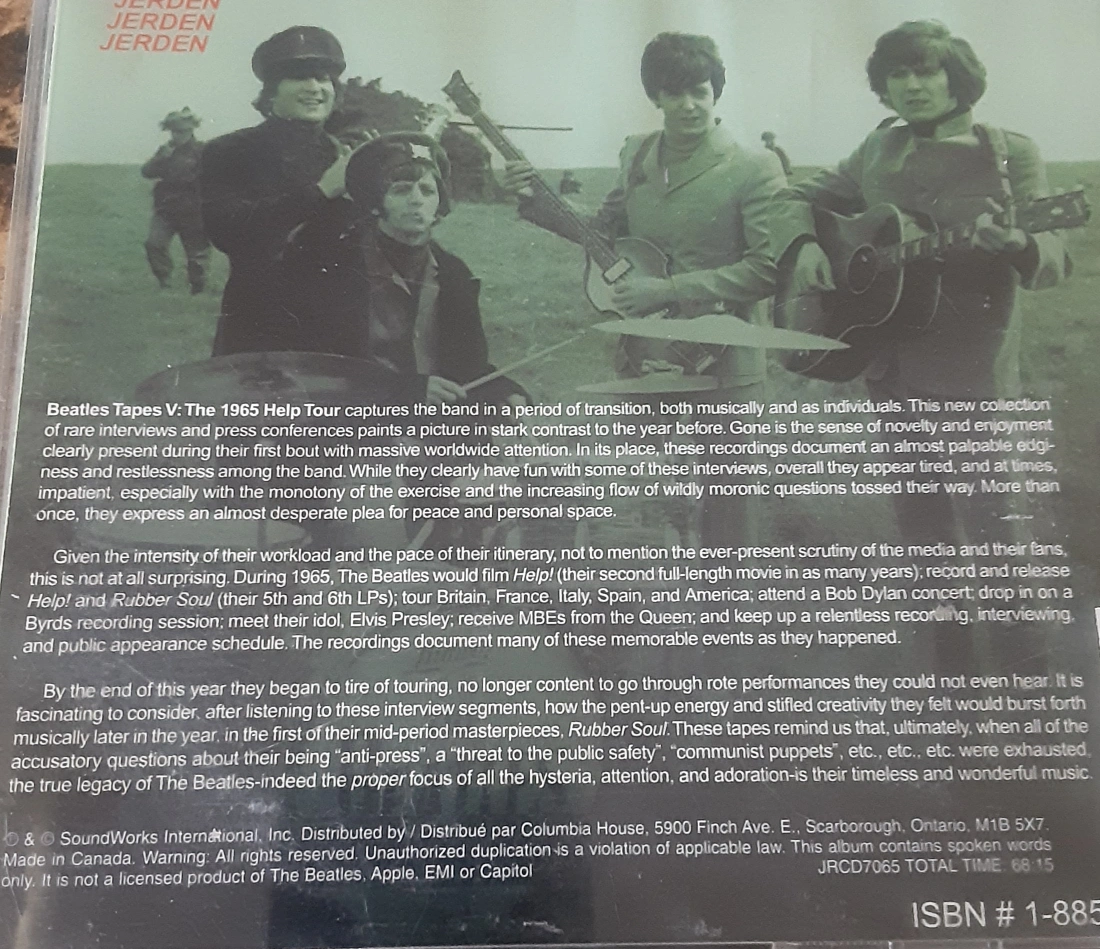 JERDEN
JERDEN
JERDEN
Beatles Tapes V: The 1965 Help Tour captures the band in a period of transition, both musically and as individuals. This new collection
of rare interviews and press conferences paints a picture in stark contrast to the year before. Gone is the sense of novelty and enjoyment
clearly present during their first bout with massive worldwide attention. In its place, these recordings document an almost palpable edgi-
ness and restlessness among the band. While they clearly have fun with some of these interviews, overall they appear tired, and at times,
impatient, especially with the monotony of the exercise and the increasing flow of wildly moronic questions tossed their way. More than
once, they express an almost desperate plea for peace and personal space.
Given the intensity of their workload and the pace of their itinerary, not to mention the ever-present scrutiny of the media and their fans,
this is not at all surprising. During 1965, The Beatles would film Help! (their second full-length movie in as many years); record and release
Help! and Rubber Soul (their 5th and 6th LPs); tour Britain, France, Italy, Spain, and America; attend a Bob Dylan concert; drop in on a
Byrds recording session; meet their idol, Elvis Presley; receive MBEs from the Queen; and keep up a relentless recording, interviewing,
and public appearance schedule. The recordings document many of these memorable events as they happened.
By the end of this year they began to tire of touring, no longer content to go through rote performances they could not even hear. It is
fascinating to consider, after listening to these interview segments, how the pent-up energy and stifled creativity they felt would burst forth
musically later in the year, in the first of their mid-period masterpieces, Rubber Soul. These tapes remind us that, ultimately, when all of the
accusatory questions about their being "anti-press", a "threat to the public safety", "communist puppets", etc., etc., etc. were exhausted,
the true legacy of The Beatles-indeed the proper focus of all the hysteria, attention, and adoration-is their timeless and wonderful music.
℗ & © SoundWorks International, Inc. Distributed by / Distribué par Columbia House, 5900 Finch Ave. E., Scarborough, Ontario, M1B 5X7.
Made in Canada. Warning: All rights reserved. Unauthorized duplication is a violation of applicable law. This album contains spoken words
only. It is not a licensed product of The Beatles, Apple, EMI or Capitol
JRCD7065 TOTAL TIME: 68:15
ISBN # 1-885